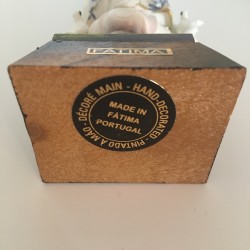 FATIMA
DÉCORÉ MAIN - HAND-DECORATED - PINTADO À MÃO -
MADE IN
FÁTIMA
PORTUGAL